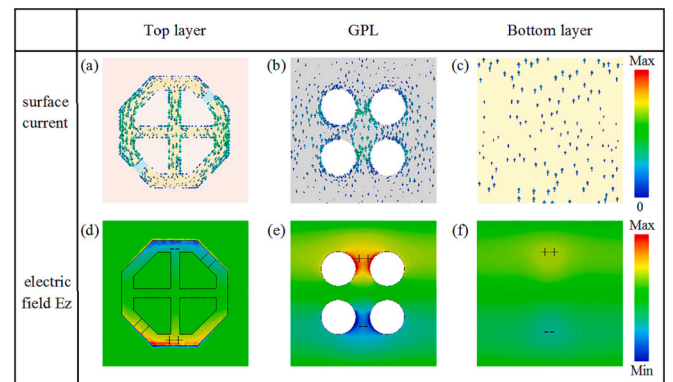 Top layer
GPL
Bottom layer
surface
current
(a)
(b)
(c)
Max
0
electric
field Ez
(d)
--
++
(e)
++
--
(f)
++
--
Max
Min